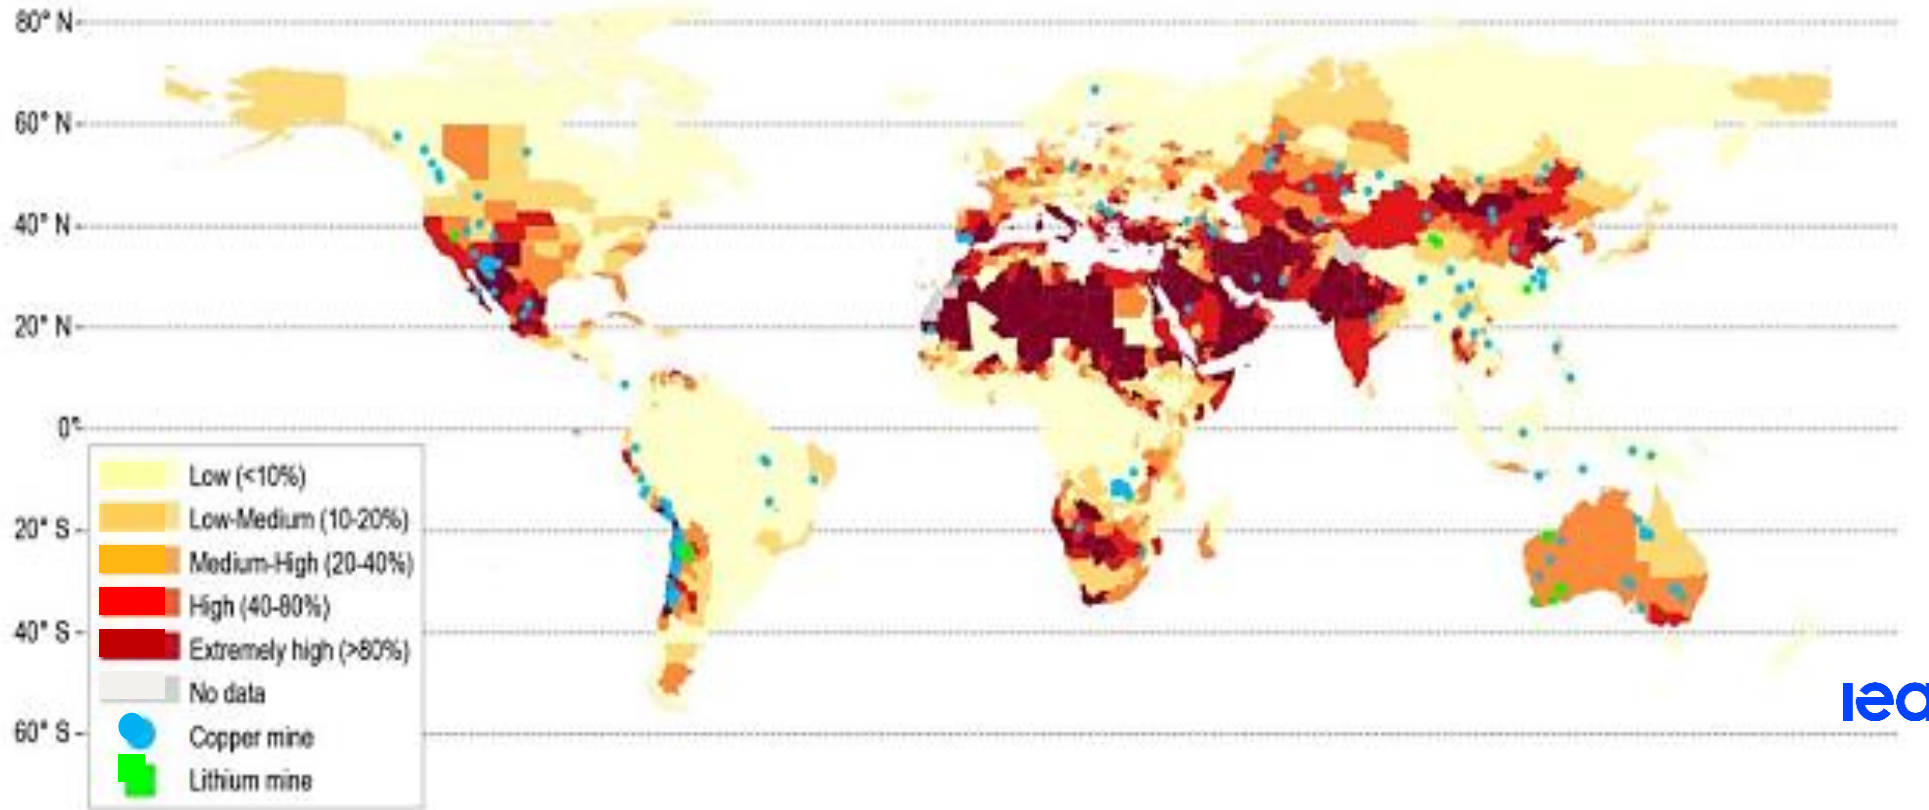 80° N
60° N
40° N
20° N
0°
20° S
40° S
60° S
Low (<10%)
Low-Medium (10-20%)
Medium-High (20-40%)
High (40-80%)
Extremely high (>80%)
No data
Copper mine
Lithium mine
iea